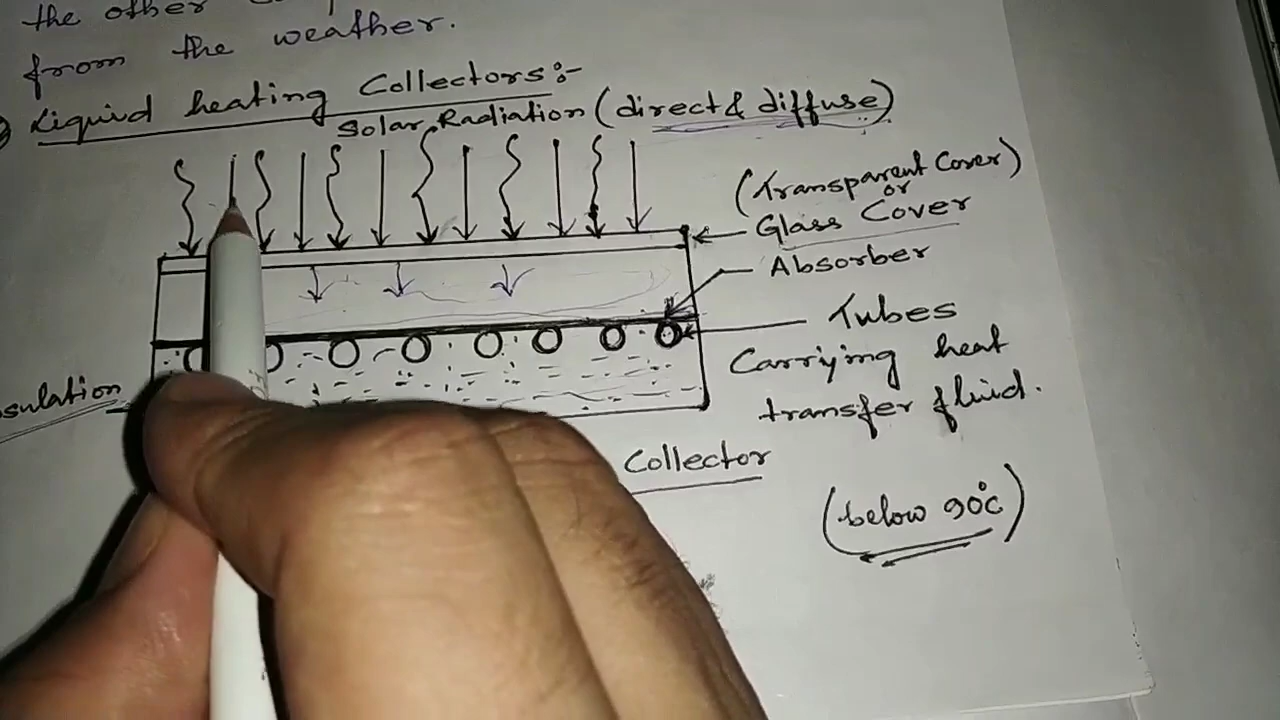 the other
from the weather.
Liquid heating Collectors:-
Solar Radiation (direct & diffuse)
(Transparent Cover)
or
Glass Cover
Absorber
Tubes
Carrying heat
transfer fluid.
sulation
Collector
(below 90°c)